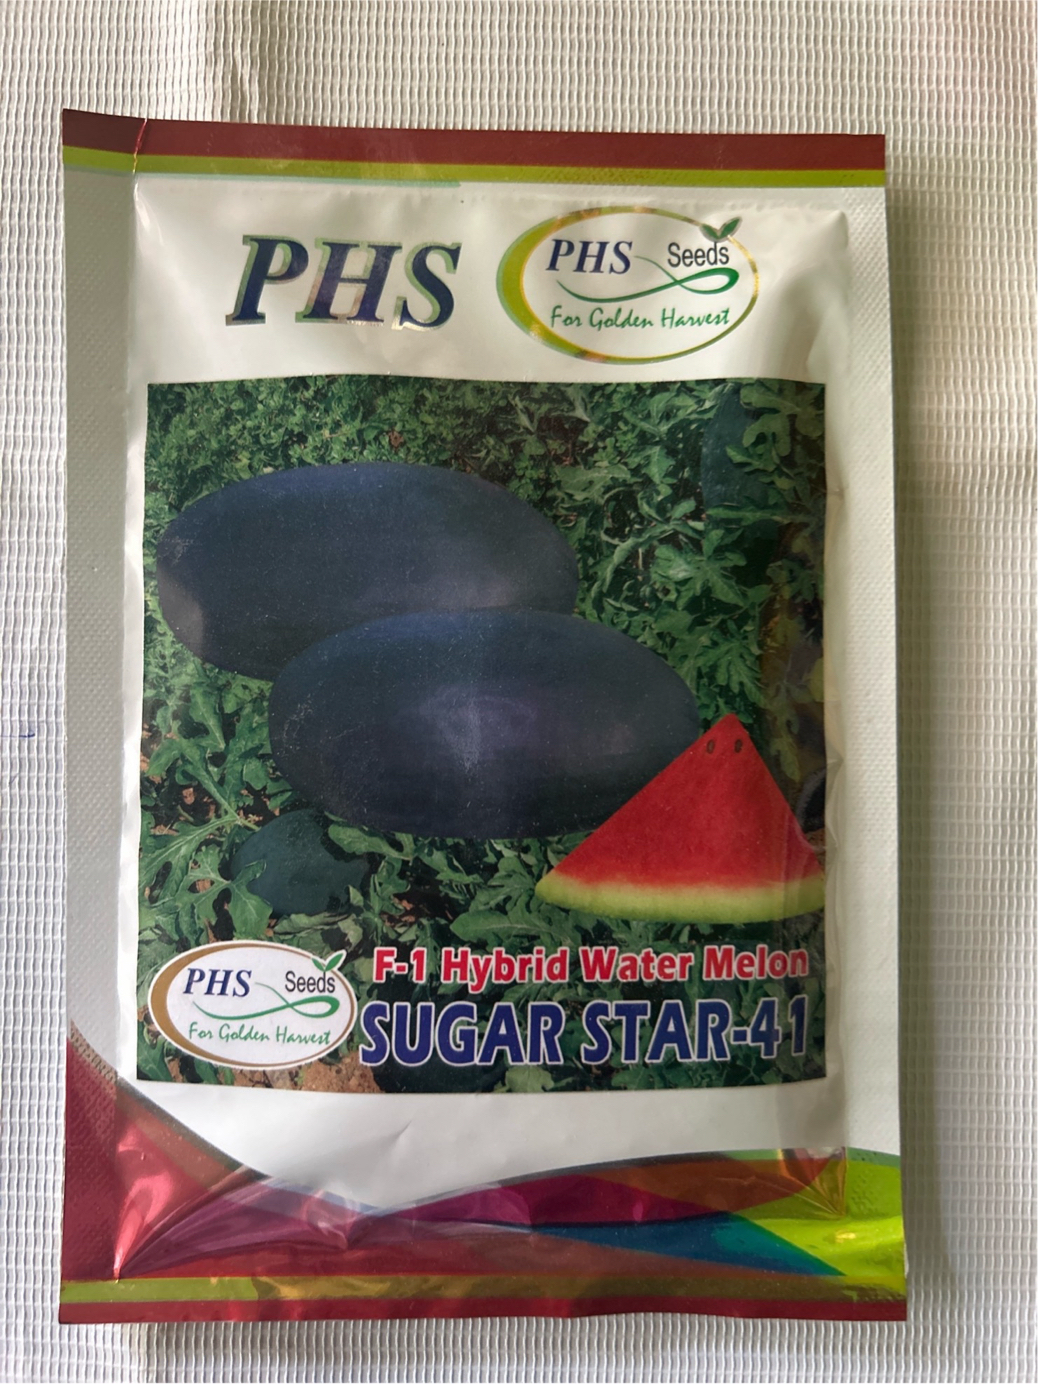 PHS
PHS Seeds
For Golden Harvest
F-1 Hybrid Water Melon
PHS Seeds
For Golden Harvest
SUGAR STAR-41